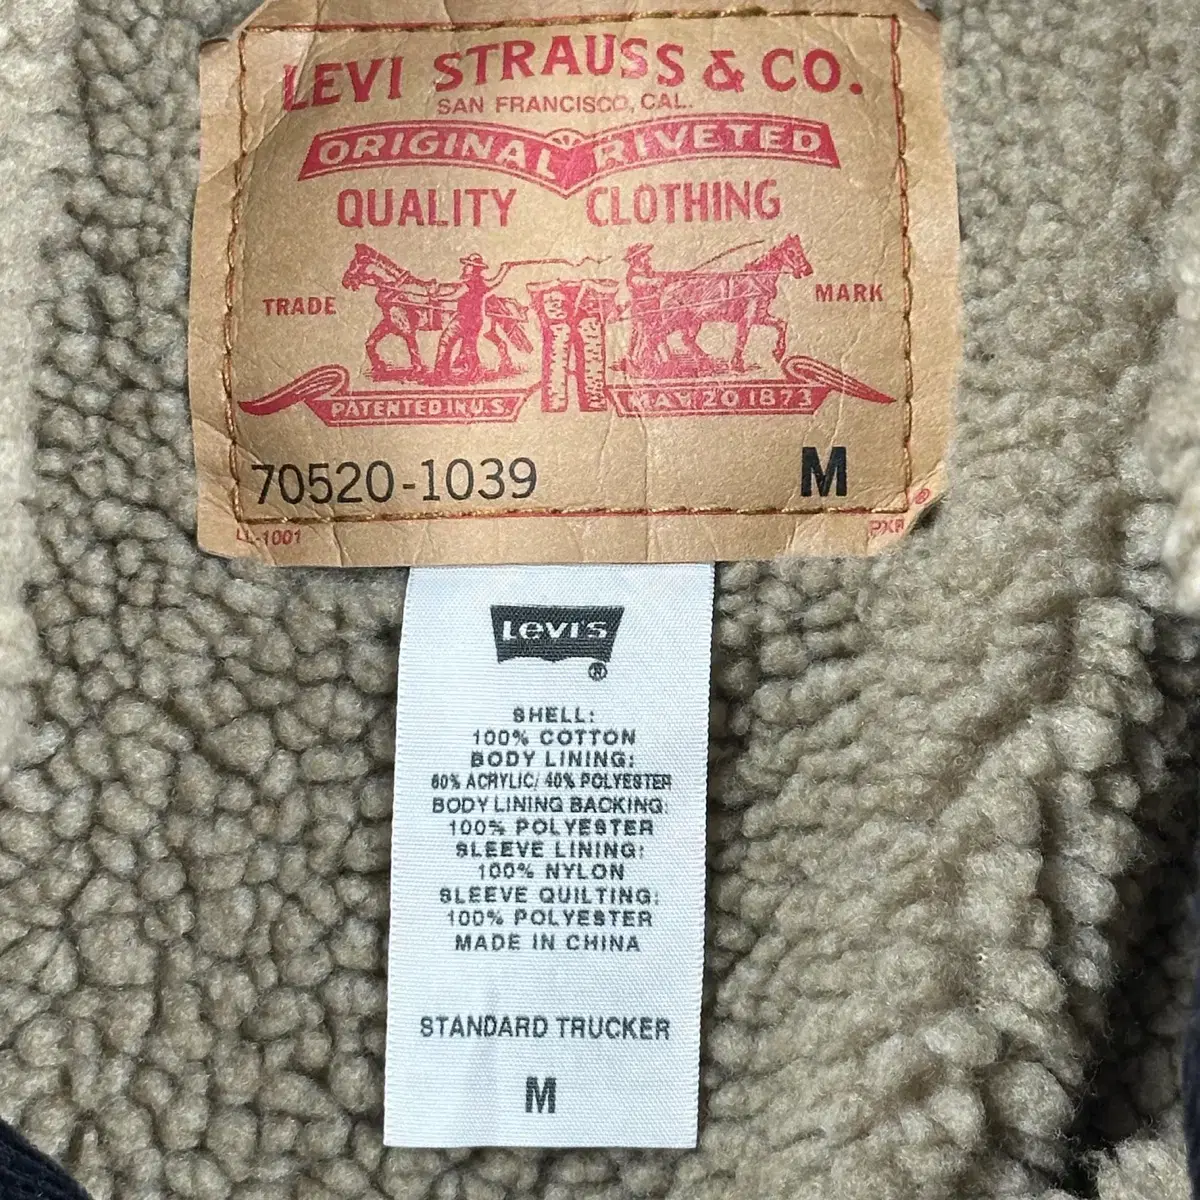 LEVI STRAUSS & CO.
SAN FRANCISCO, CAL.
ORIGINAL RIVETED
QUALITY CLOTHING
TRADE MARK
PATENTED IN U.S. MAY 20 1873
70520-1039 M
®
LL-1001
Levi's
®
SHELL:
100% COTTON
BODY LINING:
60% ACRYLIC/ 40% POLYESTER
BODY LINING BACKING:
100% POLYESTER
SLEEVE LINING:
100% NYLON
SLEEVE QUILTING:
100% POLYESTER
MADE IN CHINA
STANDARD TRUCKER
M